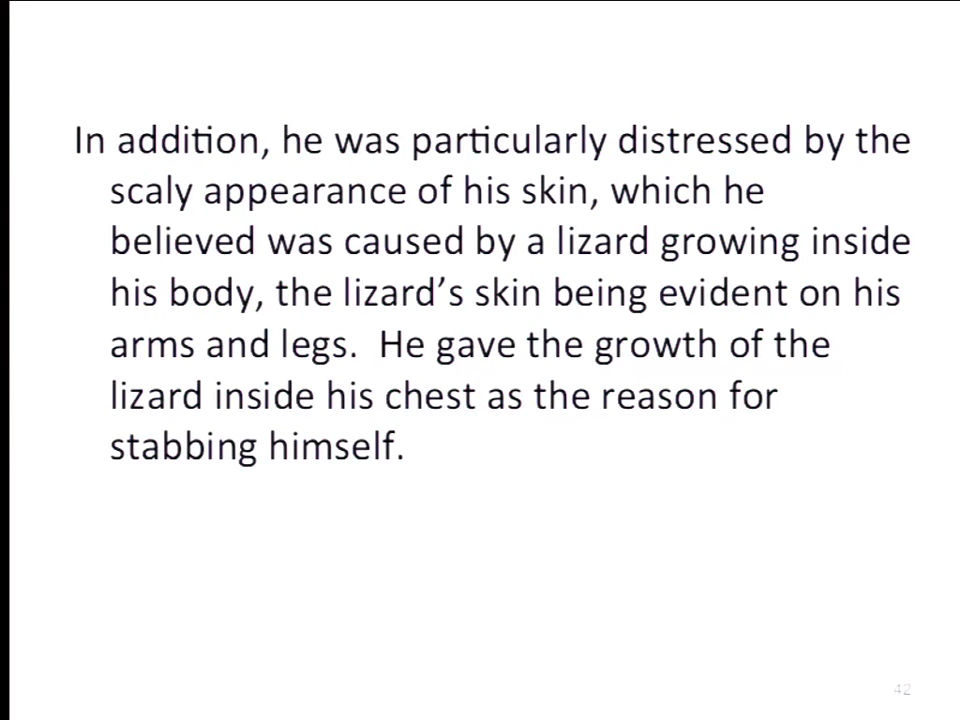 In addition, he was particularly distressed by the
scaly appearance of his skin, which he
believed was caused by a lizard growing inside
his body, the lizard’s skin being evident on his
arms and legs.  He gave the growth of the
lizard inside his chest as the reason for
stabbing himself.
42